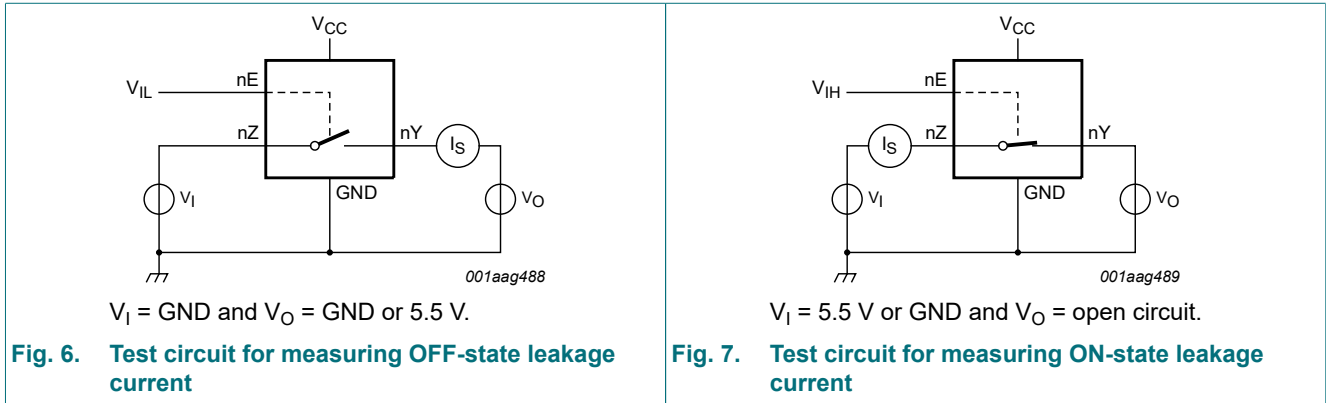 VCC
nE
VIL
nZ
nY
IS
VI
GND
VO
001aag488
VI = GND and VO = GND or 5.5 V.
Fig. 6. Test circuit for measuring OFF-state leakage
current
VCC
nE
VIH
nZ
nY
IS
VI
GND
VO
001aag489
VI = 5.5 V or GND and VO = open circuit.
Fig. 7. Test circuit for measuring ON-state leakage
current